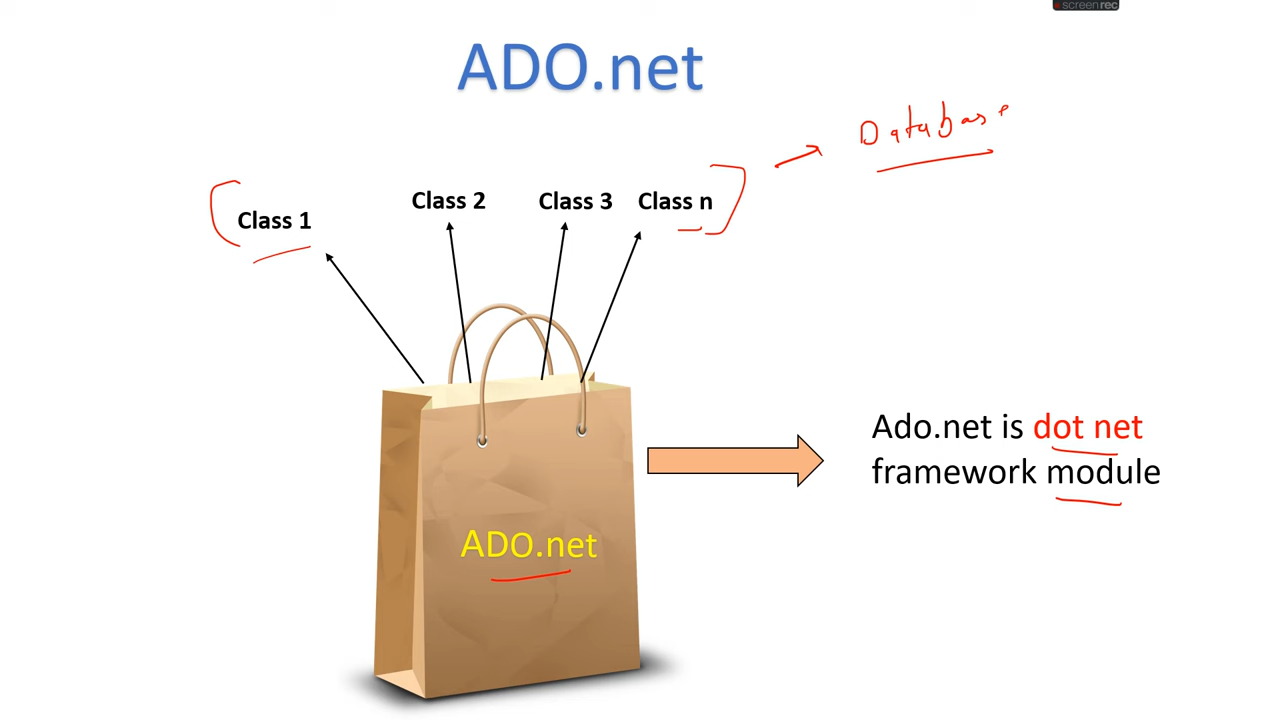 screenrec
ADO.net
Database
Class 1
Class 2
Class 3
Class n
Ado.net is dot net
framework module
ADO.net